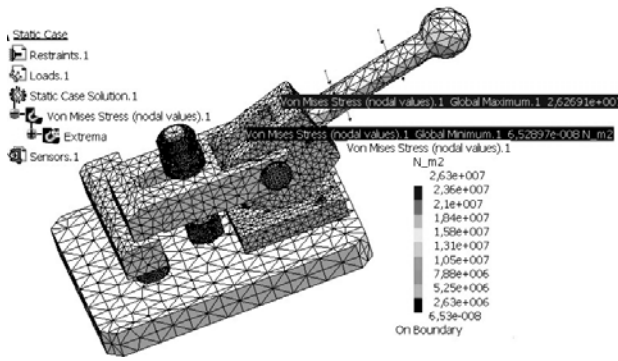 Static Case
Restraints.1
Loads.1
Static Case Solution.1
Von Mises Stress (nodal values).1
Extrema
Sensors.1
Von Mises Stress (nodal values).1 Global Maximum.1 2,62691e+00
Von Mises Stress (nodal values).1 Global Minimum.1 6,52897e-008 N_m2
Von Mises Stress (nodal values).1
N_m2
2,63e+007
2,36e+007
2,1e+007
1,84e+007
1,58e+007
1,31e+007
1,05e+007
7,88e+006
5,25e+006
2,63e+006
6,53e-008
On Boundary